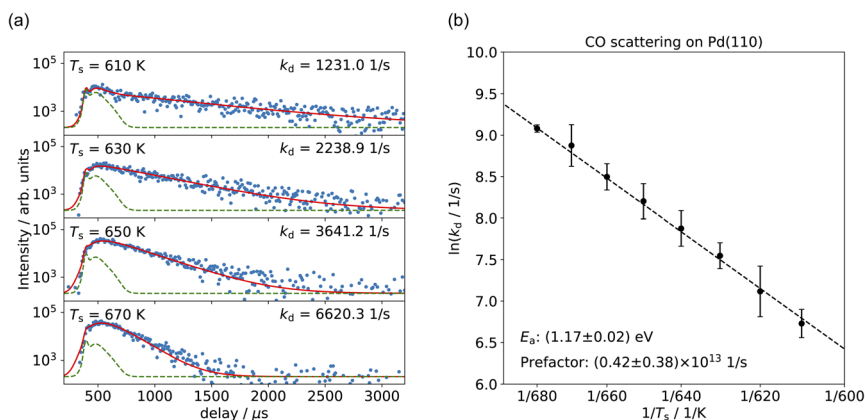 (a)
T_s = 610 K k_d = 1231.0 1/s
10^5
10^3
T_s = 630 K k_d = 2238.9 1/s
10^5
10^3
T_s = 650 K k_d = 3641.2 1/s
10^5
10^3
T_s = 670 K k_d = 6620.3 1/s
10^5
10^3
Intensity / arb. units
500 1000 1500 2000 2500 3000
delay / μs
(b)
CO scattering on Pd(110)
10.0
9.5
9.0
8.5
8.0
7.5
7.0
6.5
6.0
ln(k_d / 1/s)
E_a: (1.17±0.02) eV
Prefactor: (0.42±0.38)×10^13 1/s
1/680 1/660 1/640 1/620 1/600
1/T_s / 1/K